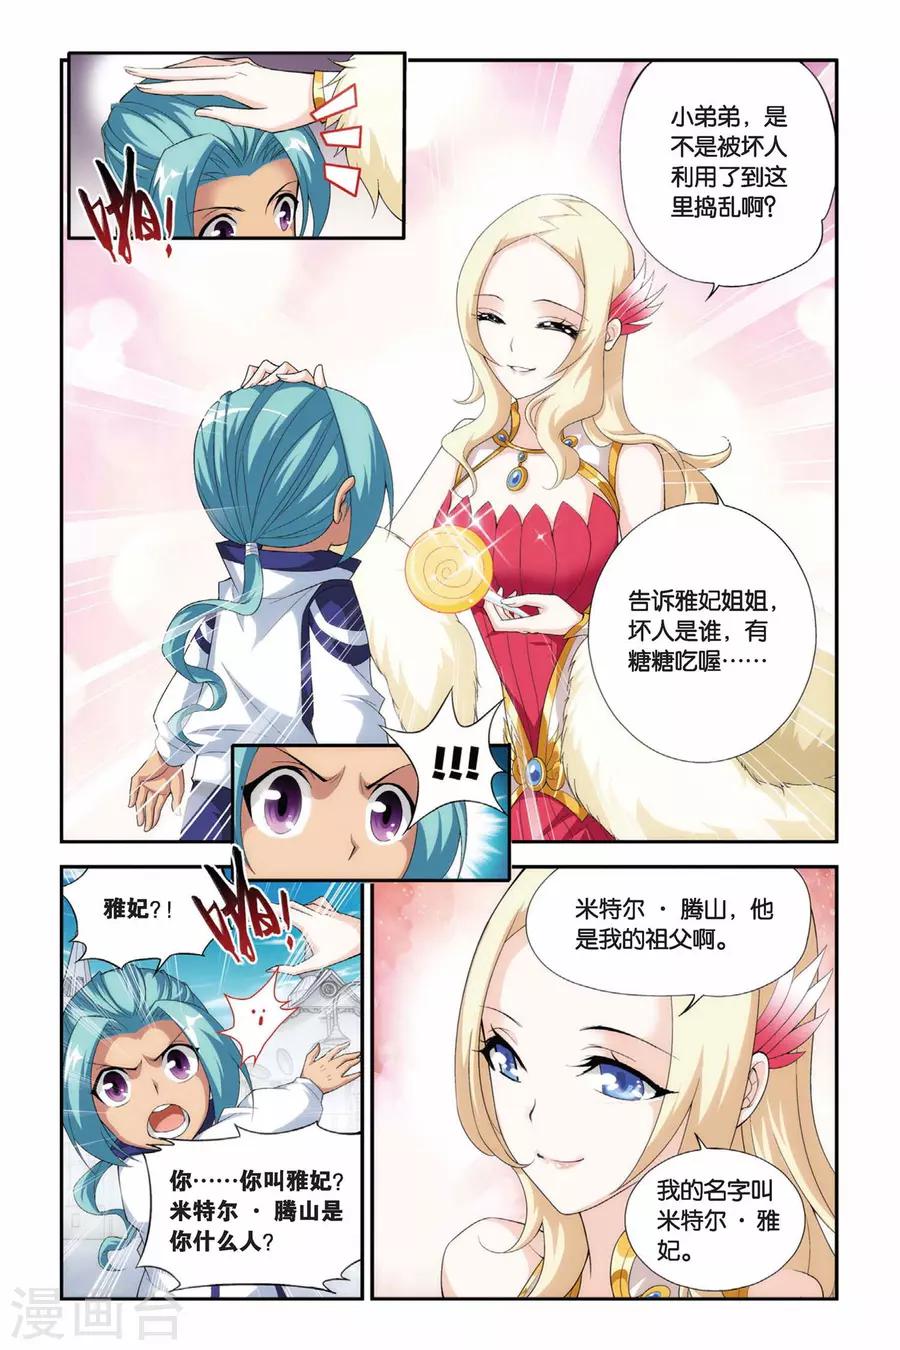 小弟弟，是
不是被坏人
利用了到这
里捣乱啊？
告诉雅妃姐姐，
坏人是谁，有
糖糖吃喔……
!!!
雅妃？！
你……你叫雅妃？
米特尔·腾山是
你什么人？
米特尔·腾山，他
是我的祖父啊。
我的名字叫
米特尔·雅
妃。
漫画台